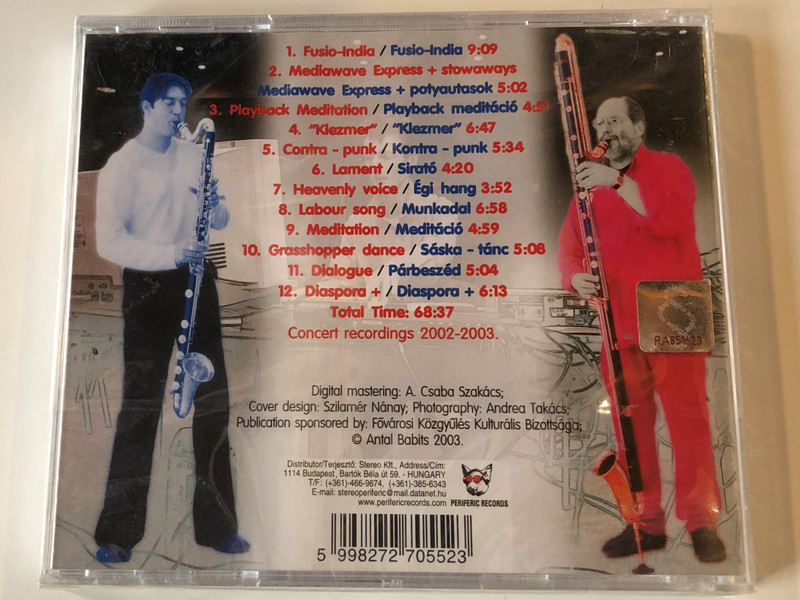 1. Fusio-India / Fusio-India 9:09
2. Mediawave Express + stowaways
Mediawave Express + potyautasok 5:02
3. Playback Meditation / Playback meditáció 4:51
4. "Klezmer" / "Klezmer" 6:47
5. Contra - punk / Kontra - punk 5:34
6. Lament / Sirató 4:20
7. Heavenly voice / Égi hang 3:52
8. Labour song / Munkadal 6:58
9. Meditation / Meditáció 4:59
10. Grasshopper dance / Sáska - tánc 5:08
11. Dialogue / Párbeszéd 5:04
12. Diaspora + / Diaspora + 6:13
Total Time: 68:37
Concert recordings 2002-2003.
RA851623
Digital mastering: A. Csaba Szakács;
Cover design: Szilamér Nánay; Photography: Andrea Takács;
Publication sponsored by: Fővárosi Közgyűlés Kulturális Bizottsága;
© Antal Babits 2003.
Distributor/Terjesztő: Stereo Kft., Address/Cím:
1114 Budapest, Bartók Béla út 59. - HUNGARY
T/F: (+361)-466-9674, (+361)-385-6343
E-mail: stereoperiferic@mail.datanet.hu
www.perifericrecords.com
PERIFERIC RECORDS
5 998272 705523